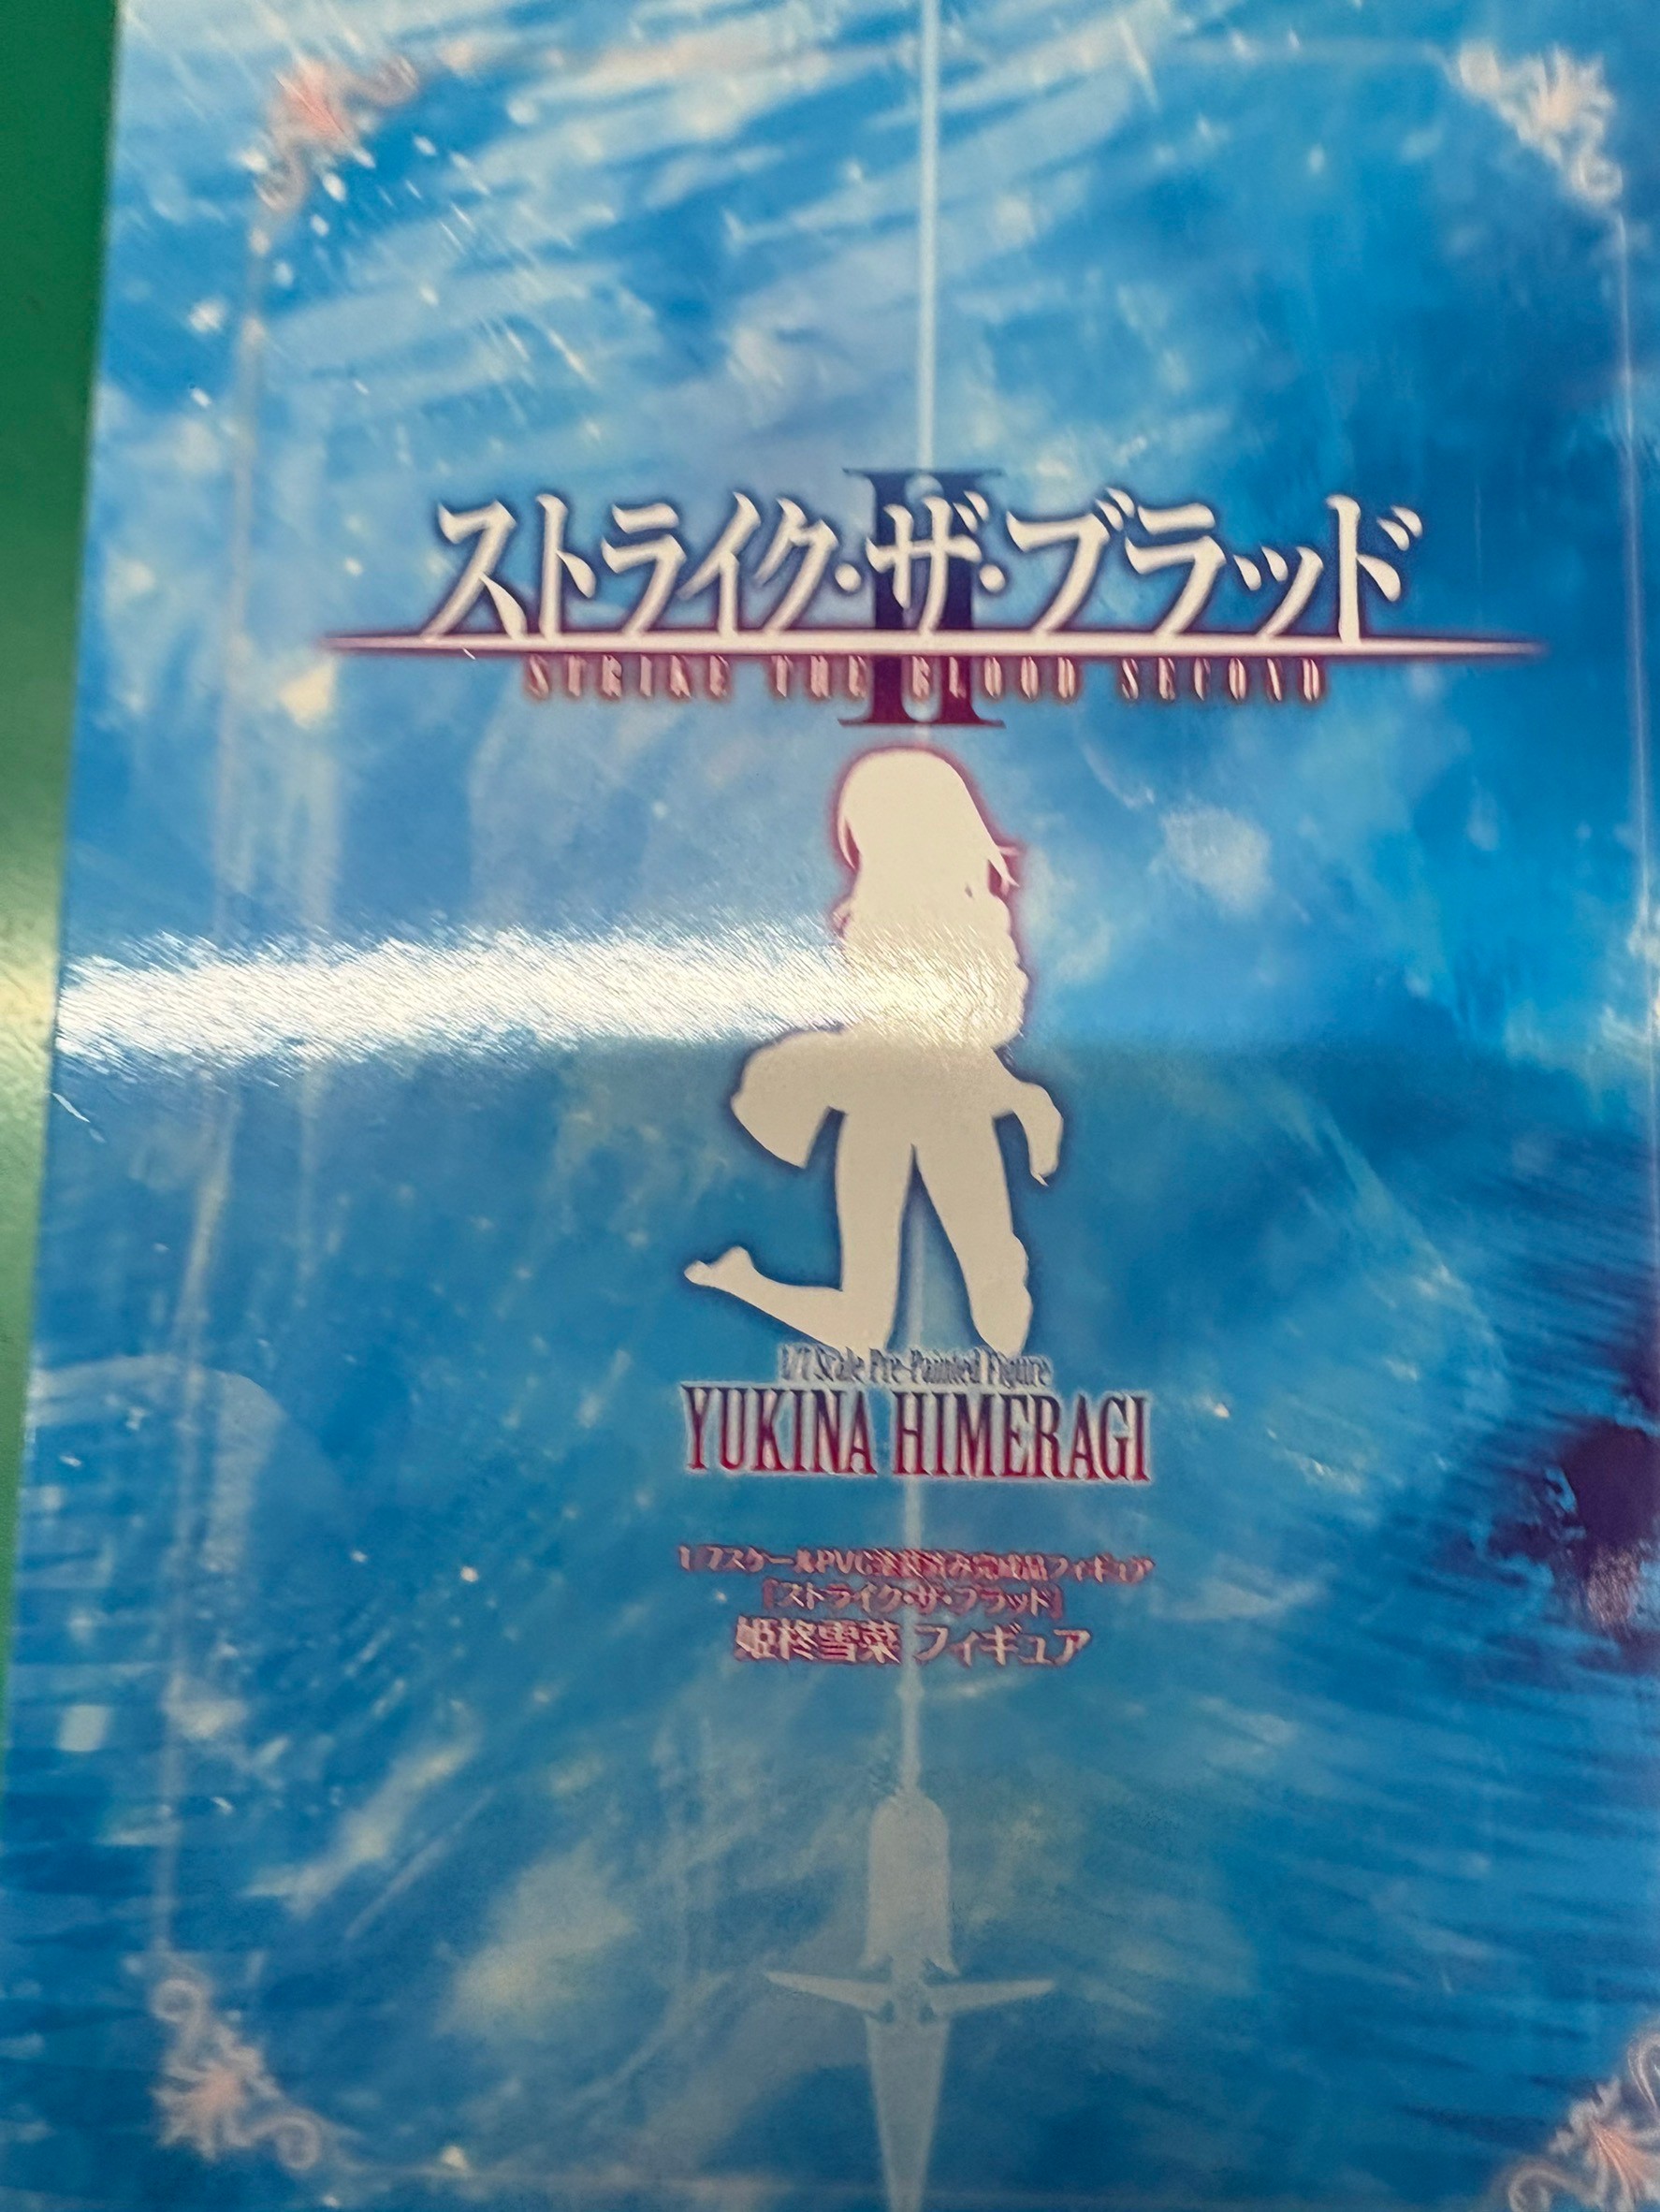 II
ストライク・ザ・ブラッド
STRIKE THE BLOOD SECOND
1/7 Scale Pre-Painted Figure
YUKINA HIMERAGI
1/7スケールPVC塗装済み完成品フィギュア
『ストライク・ザ・ブラッド』
姫柊雪菜 フィギュア